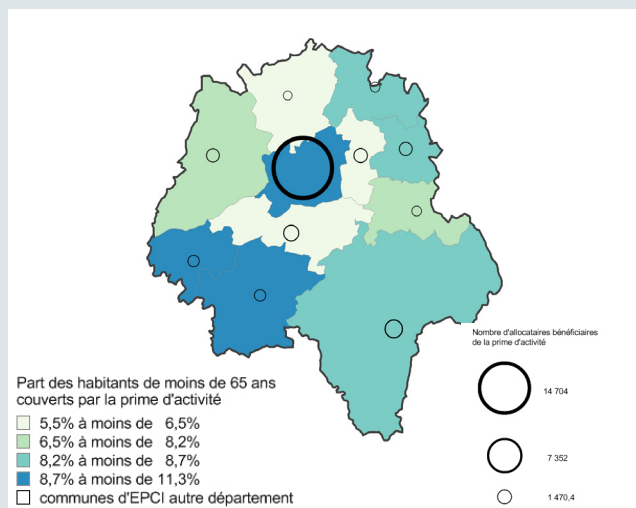 Nombre d'allocataires bénéficiaires
de la prime d'activité
14 704
7 352
1 470,4
Part des habitants de moins de 65 ans
couverts par la prime d'activité
5,5% à moins de 6,5%
6,5% à moins de 8,2%
8,2% à moins de 8,7%
8,7% à moins de 11,3%
communes d'EPCI autre département